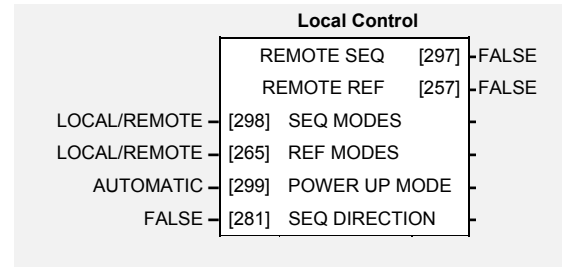 Local Control
REMOTE SEQ [297] FALSE
REMOTE REF [257] FALSE
LOCAL/REMOTE [298] SEQ MODES
LOCAL/REMOTE [265] REF MODES
AUTOMATIC [299] POWER UP MODE
FALSE [281] SEQ DIRECTION